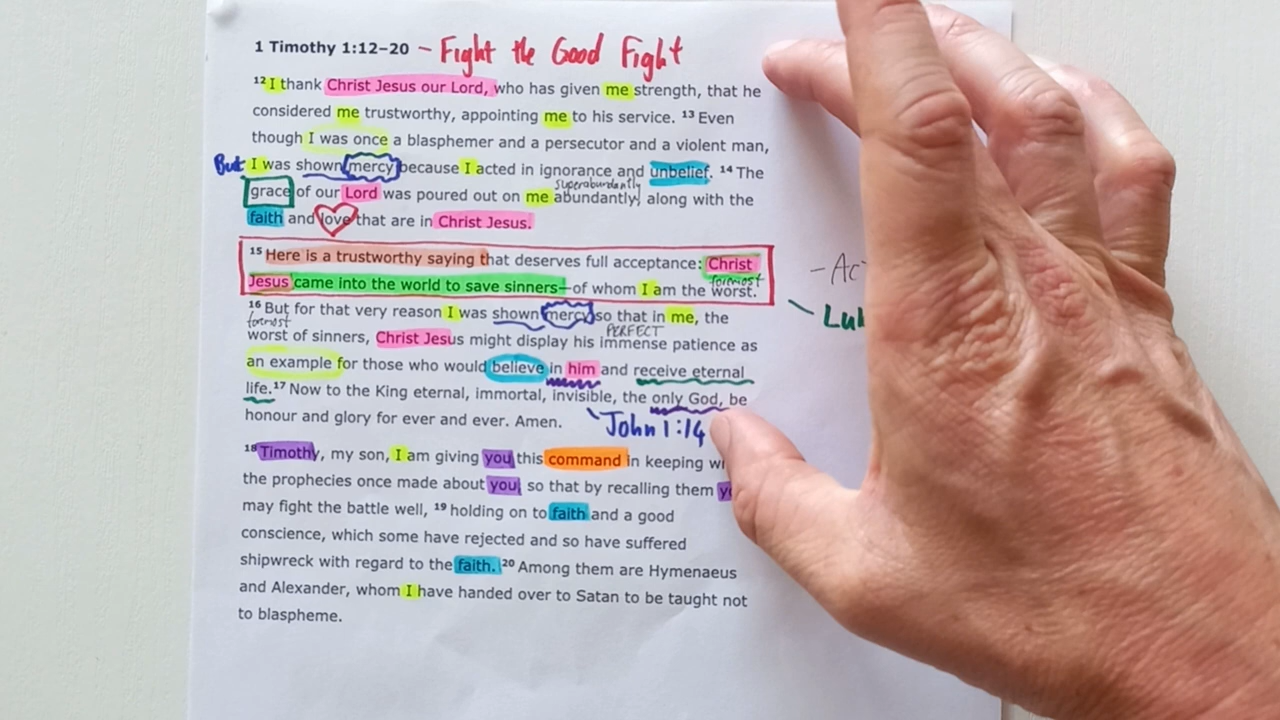 1 Timothy 1:12–20 – Fight the Good Fight
¹² I thank Christ Jesus our Lord, who has given me strength, that he
considered me trustworthy, appointing me to his service. ¹³ Even
though I was once a blasphemer and a persecutor and a violent man,
But I was shown mercy because I acted in ignorance and unbelief. ¹⁴ The
superabundantly
grace of our Lord was poured out on me abundantly, along with the
faith and love that are in Christ Jesus.
¹⁵ Here is a trustworthy saying that deserves full acceptance: Christ
foremost
Jesus came into the world to save sinners—of whom I am the worst.
¹⁶ But for that very reason I was shown mercy so that in me, the
foremost
PERFECT
worst of sinners, Christ Jesus might display his immense patience as
an example for those who would believe in him and receive eternal
life. ¹⁷ Now to the King eternal, immortal, invisible, the only God, be
honour and glory for ever and ever. Amen.
John 1:14
¹⁸ Timothy, my son, I am giving you this command in keeping
the prophecies once made about you, so that by recalling them
may fight the battle well, ¹⁹ holding on to faith and a good
conscience, which some have rejected and so have suffered
shipwreck with regard to the faith. ²⁰ Among them are Hymenaeus
and Alexander, whom I have handed over to Satan to be taught not
to blaspheme.